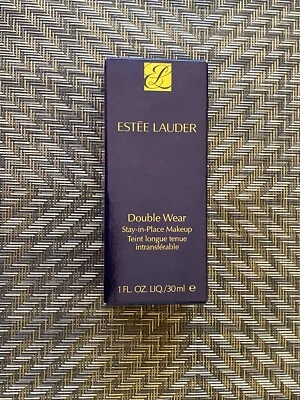 ESTĒE LAUDER
Double Wear
Stay-in-Place Makeup
Teint longue tenue
intransférable
1 FL. OZ. LIQ./30ml ℮